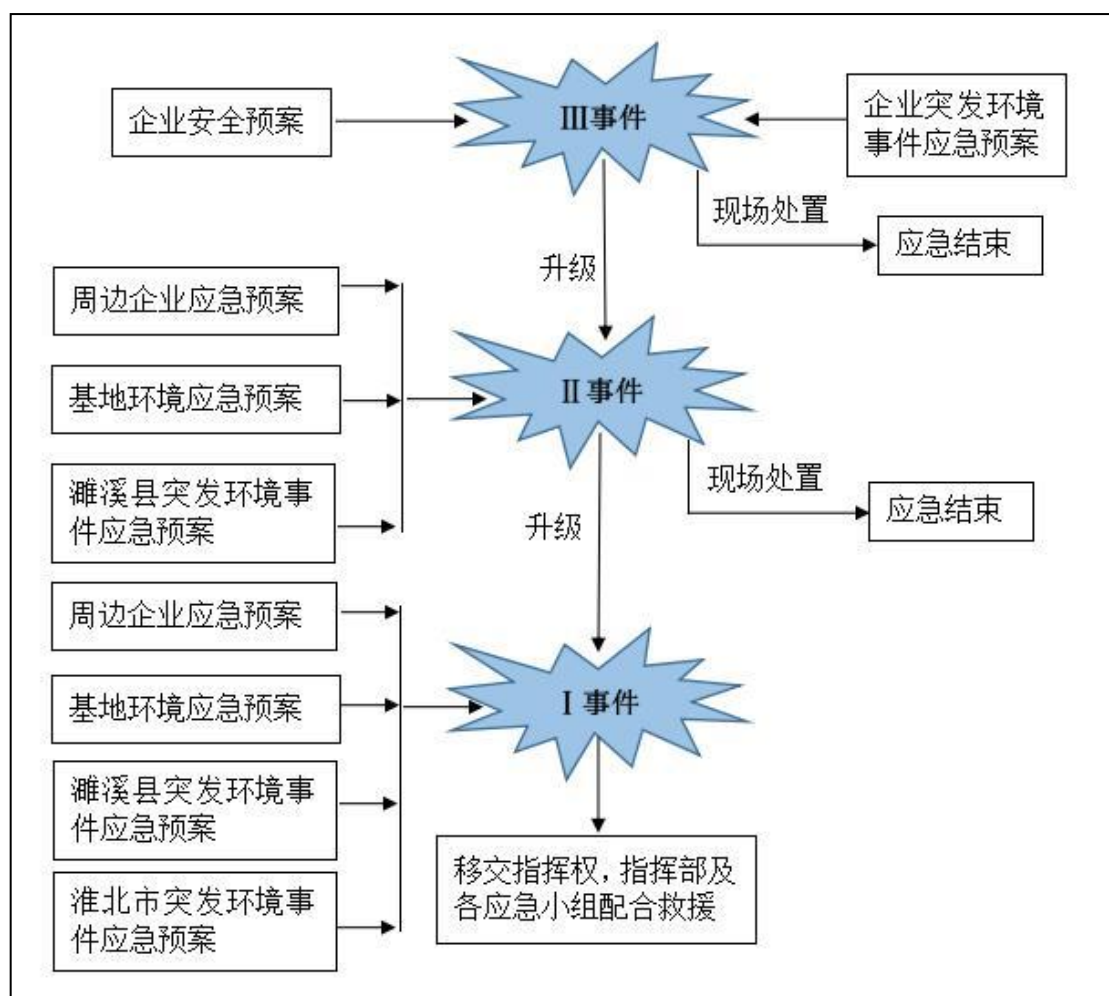 企业安全预案
III事件
企业突发环境
事件应急预案
现场处置
应急结束
升级
周边企业应急预案
基地环境应急预案
濉溪县突发环境事
件应急预案
II事件
现场处置
应急结束
升级
周边企业应急预案
基地环境应急预案
濉溪县突发环境事
件应急预案
淮北市突发环境事
件应急预案
I事件
移交指挥权，指挥部及
各应急小组配合救援